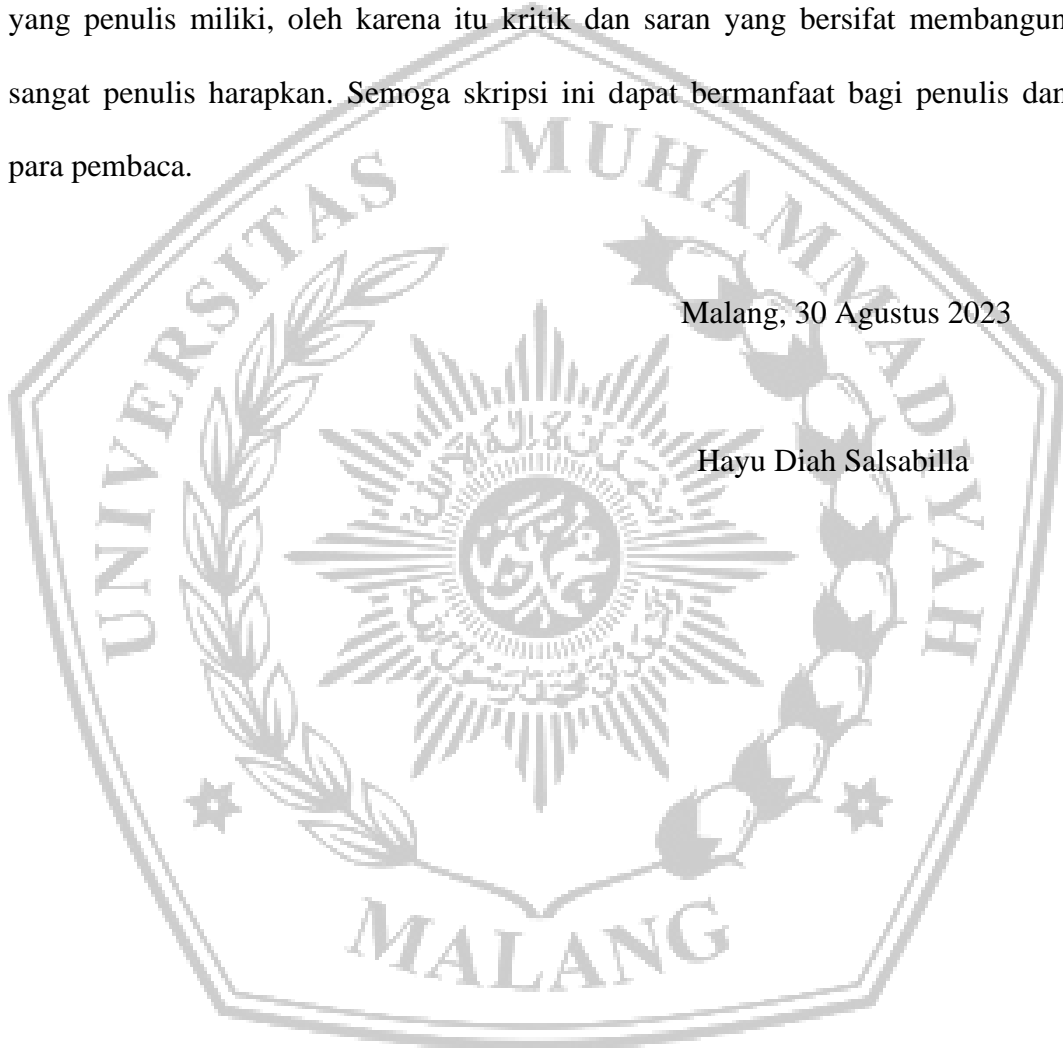 yang penulis miliki, oleh karena itu kritik dan saran yang bersifat membangun
sangat penulis harapkan. Semoga skripsi ini dapat bermanfaat bagi penulis dan
para pembaca.
Malang, 30 Agustus 2023
Hayu Diah Salsabilla
UNIVERSITAS MUHAMMADIYAH
MALANG